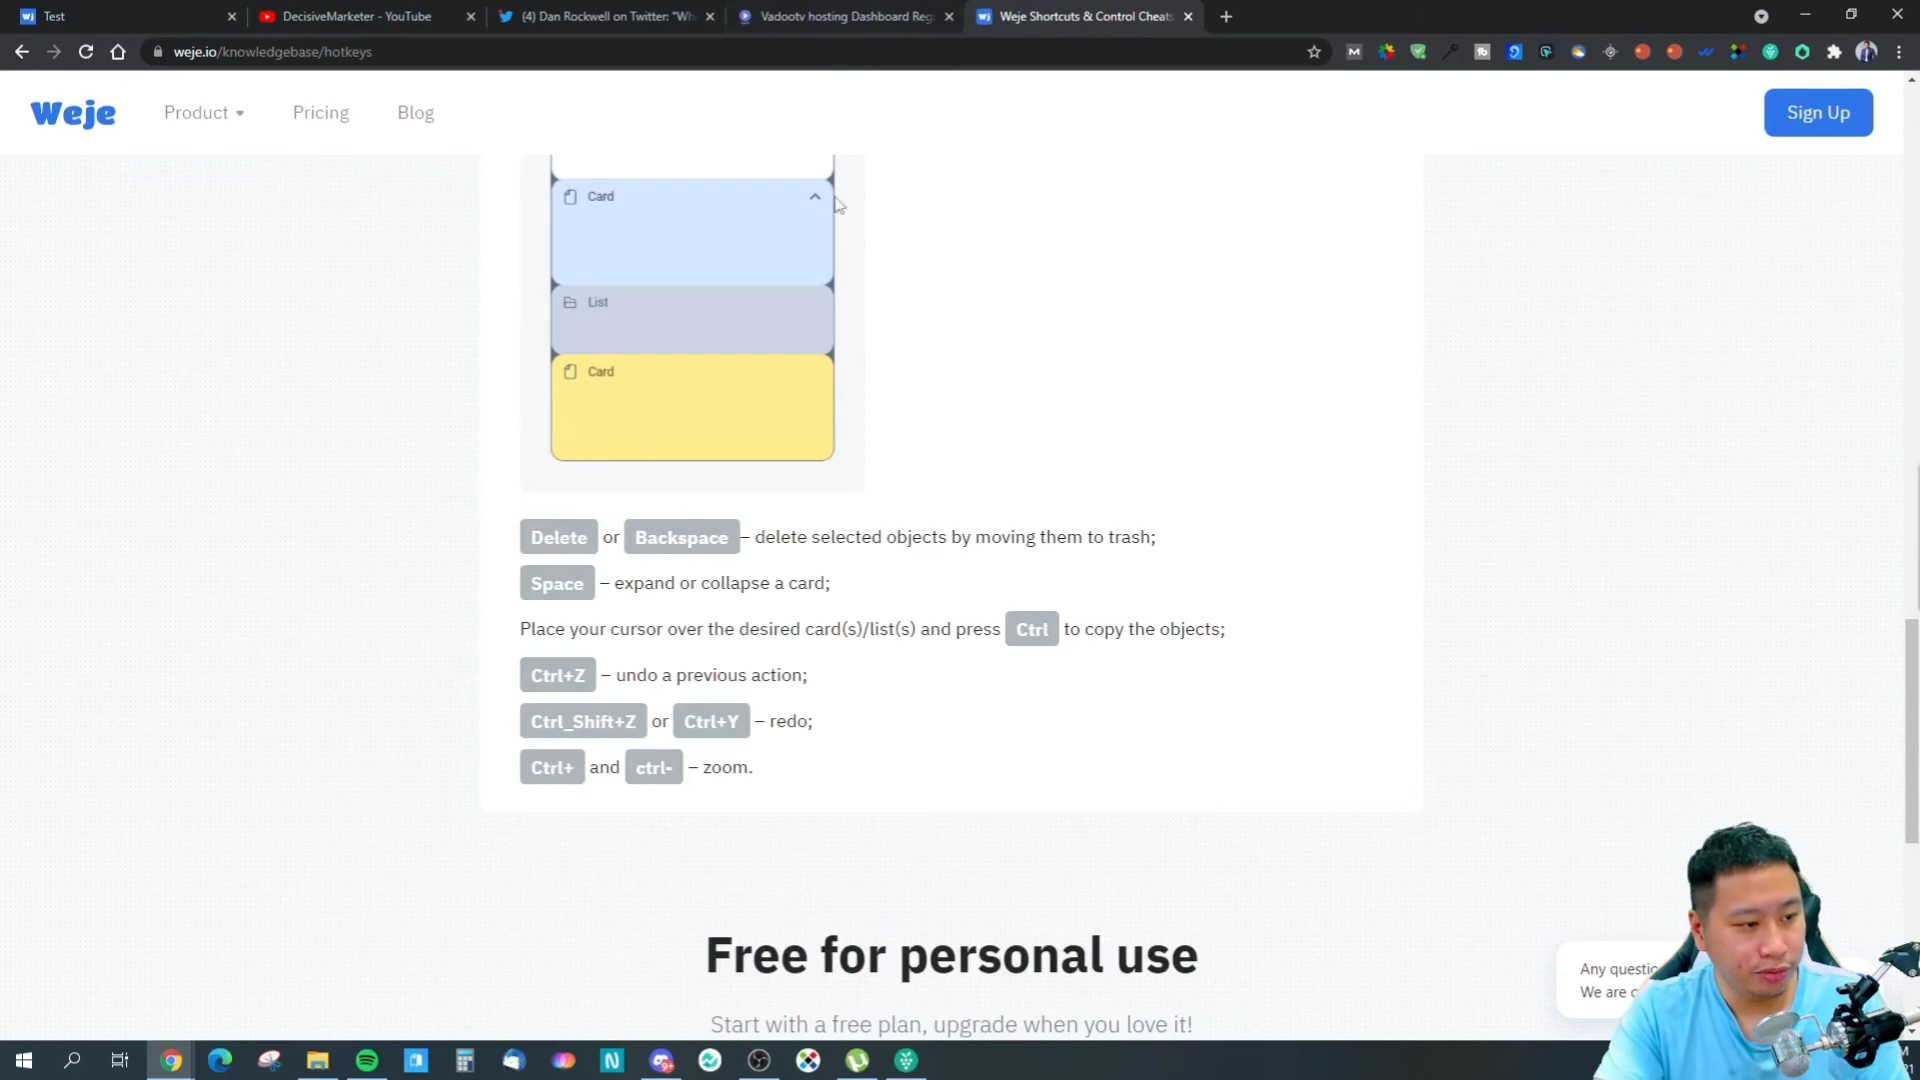 Test
DecisiveMarketer - YouTube
(4) Dan Rockwell on Twitter: "Wh
Vadootv hosting Dashboard Reg
Weje Shortcuts & Control Cheats
weje.io/knowledgebase/hotkeys
Weje
Product
Pricing
Blog
Sign Up
Card
List
Card
Delete or Backspace – delete selected objects by moving them to trash;
Space – expand or collapse a card;
Place your cursor over the desired card(s)/list(s) and press Ctrl to copy the objects;
Ctrl+Z – undo a previous action;
Ctrl_Shift+Z or Ctrl+Y – redo;
Ctrl+ and ctrl- – zoom.
Free for personal use
Start with a free plan, upgrade when you love it!
Any questio
We are o